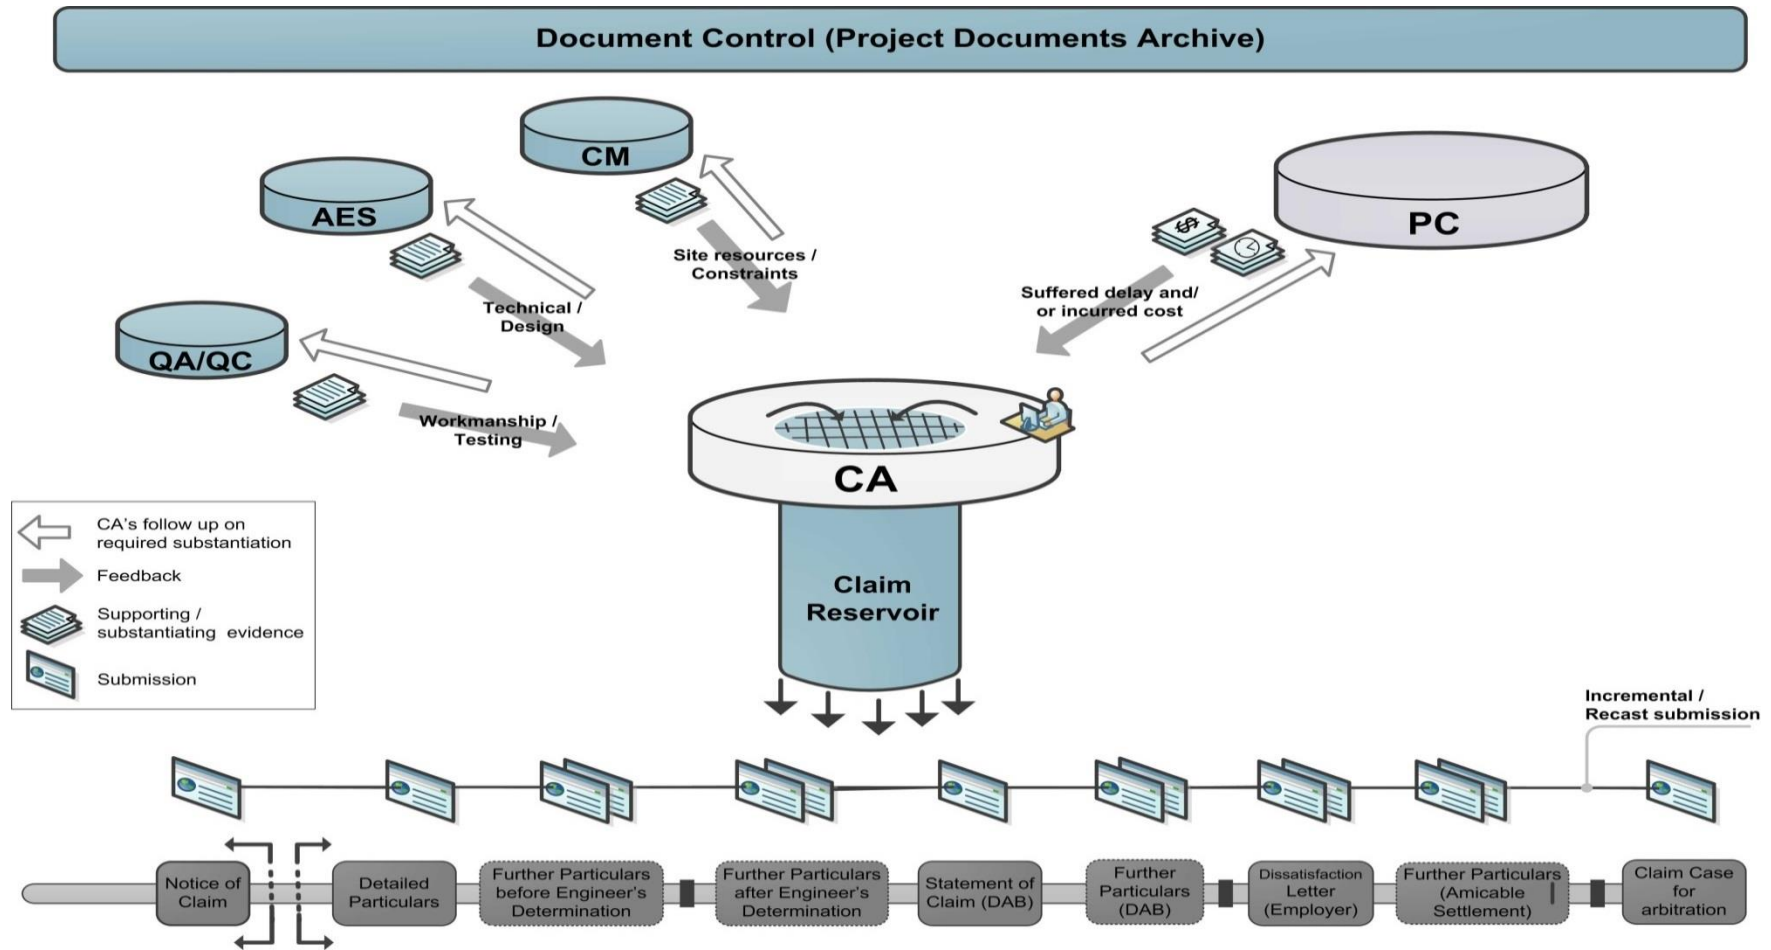 Document Control (Project Documents Archive)
CM
AES
PC
QA/QC
Site resources /
Constraints
Technical /
Design
Suffered delay and/
or incurred cost
Workmanship /
Testing
CA
CA's follow up on
required substantiation
Feedback
Supporting /
substantiating evidence
Submission
Claim
Reservoir
Incremental /
Recast submission
Notice of
Claim
Detailed
Particulars
Further Particulars
before Engineer's
Determination
Further Particulars
after Engineer's
Determination
Statement of
Claim (DAB)
Further
Particulars
(DAB)
Dissatisfaction
Letter
(Employer)
Further Particulars
(Amicable
Settlement)
Claim Case
for
arbitration